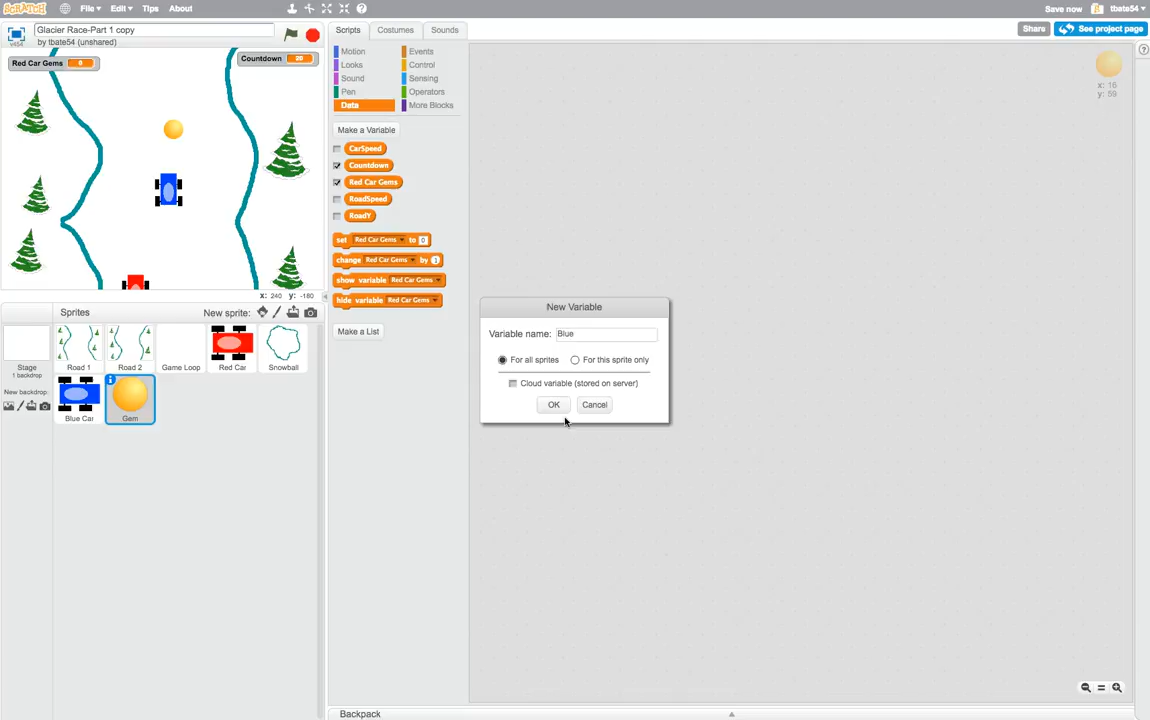 SCRATCH File Edit Tips About Save now tbate54
v454 Glacier Race-Part 1 copy
by tbate54 (unshared)
Scripts Costumes Sounds Share See project page
Red Car Gems 0 Countdown 20
x: 240 y: -180
Motion Events
Looks Control
Sound Sensing
Pen Operators
Data More Blocks
Make a Variable
CarSpeed
Countdown
Red Car Gems
RoadSpeed
RoadY
set Red Car Gems to 0
change Red Car Gems by 1
show variable Red Car Gems
hide variable Red Car Gems
Make a List
x: 16
y: 59
New Variable
Variable name: Blue
For all sprites For this sprite only
Cloud variable (stored on server)
OK Cancel
Sprites New sprite:
Stage
1 backdrop
New backdrop:
Road 1 Road 2 Game Loop Red Car Snowball
Blue Car Gem
Backpack